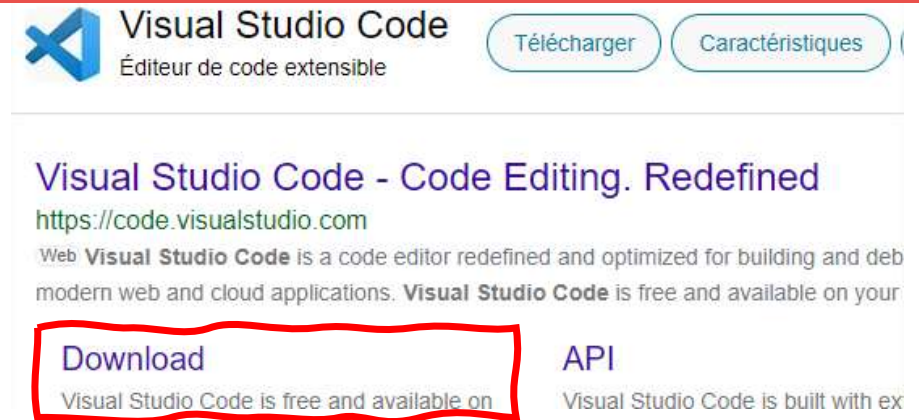 Visual Studio Code
Éditeur de code extensible
Télécharger
Caractéristiques
Visual Studio Code - Code Editing. Redefined
https://code.visualstudio.com
Web Visual Studio Code is a code editor redefined and optimized for building and deb
modern web and cloud applications. Visual Studio Code is free and available on your
Download
API
Visual Studio Code is free and available on
Visual Studio Code is built with ex